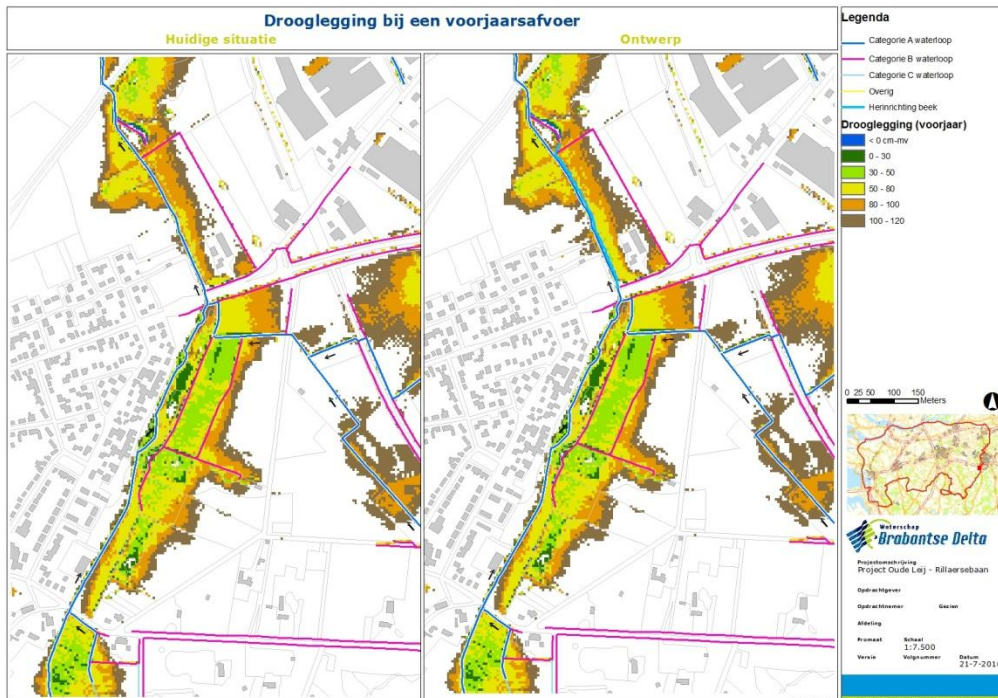 Drooglegging bij een voorjaarsafvoer
Huidige situatie
Ontwerp
Legenda
Categorie A waterloop
Categorie B waterloop
Categorie C waterloop
Overig
Herinrichting beek
Drooglegging (voorjaar)
< 0 cm-mv
0 - 30
30 - 50
50 - 80
80 - 100
100 - 120
0 25 50 100 150
Meters
Waterschap
Brabantse Delta
Projectomschrijving
Project Oude Leij - Rillaersebaan
Opdrachtgever
Opdrachtnemer Gezien
Afdeling
Formaat Schaal
1:7.500
Versie Volgnummer Datum